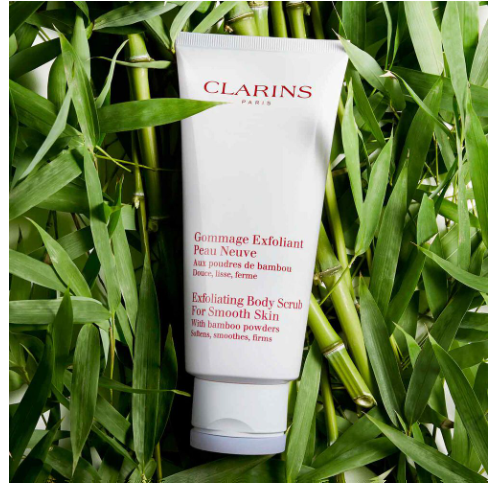 CLARINS
PARIS
Gommage Exfoliant
Peau Neuve
Aux poudres de bambou
Douce, lisse, ferme
Exfoliating Body Scrub
For Smooth Skin
With bamboo powders
Softens, smoothes, firms